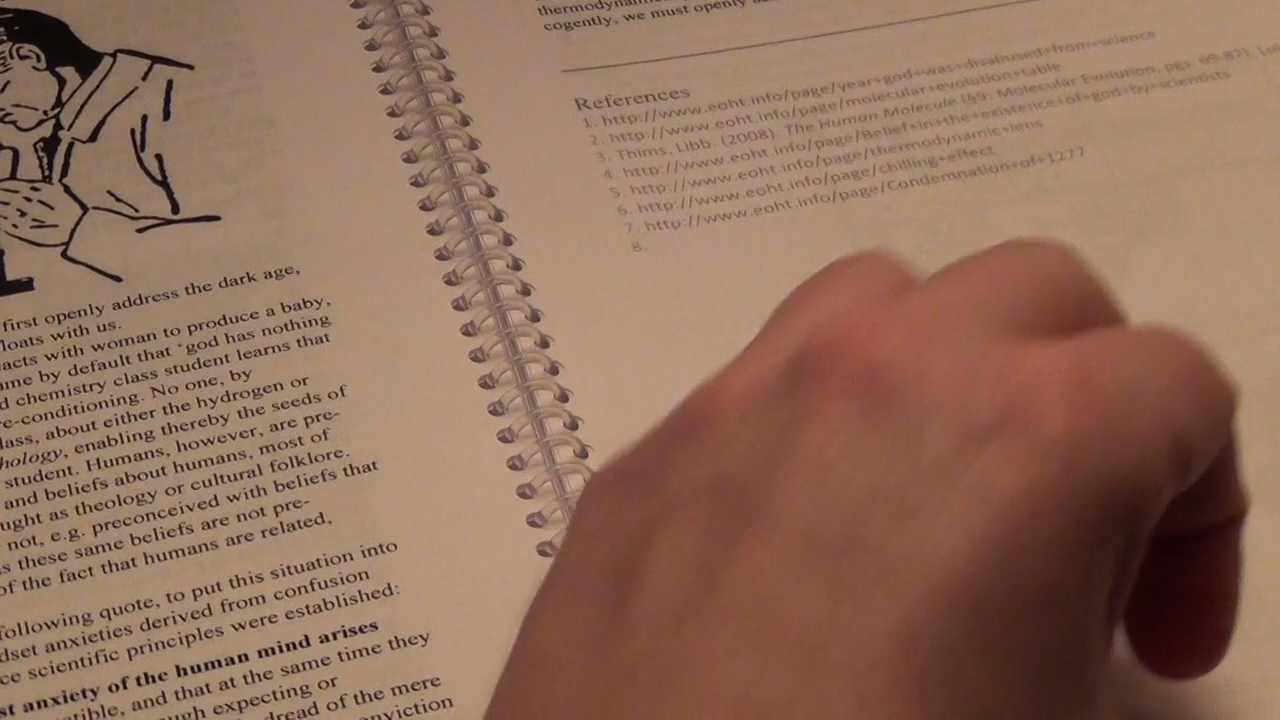 first openly address the dark age,
loats with us.
acts with woman to produce a baby,
ume by default that 'god has nothing
d chemistry class student learns that
re-conditioning. No one, by
lass, about either the hydrogen or
hology, enabling thereby the seeds of
student. Humans, however, are pre-
and beliefs about humans, most of
ught as theology or cultural folklore.
not, e.g. preconceived with beliefs that
s these same beliefs are not pre-
of the fact that humans are related,
following quote, to put this situation into
dset anxieties derived from confusion
ce scientific principles were established:
st anxiety of the human mind arises
atible, and that at the same time they
ugh expecting or
dread of the mere
conviction
cogently, we must openly
References
1. http://www.eoht.info/page/year+god+was+disabused+from+science
2. http://www.eoht.info/page/molecular+evolution+table
3. Thims, Libb. (2008). The Human Molecule (§9: Molecular Evolution, pgs. 69-82). Lul
4. http://www.eoht.info/page/Belief+in+the+existence+of+god+by+scientists
5. http://www.eoht.info/page/thermodynamic+lens
6. http://www.eoht.info/page/chilling+effect
7. http://www.eoht.info/page/Condemnation+of+1277
8.